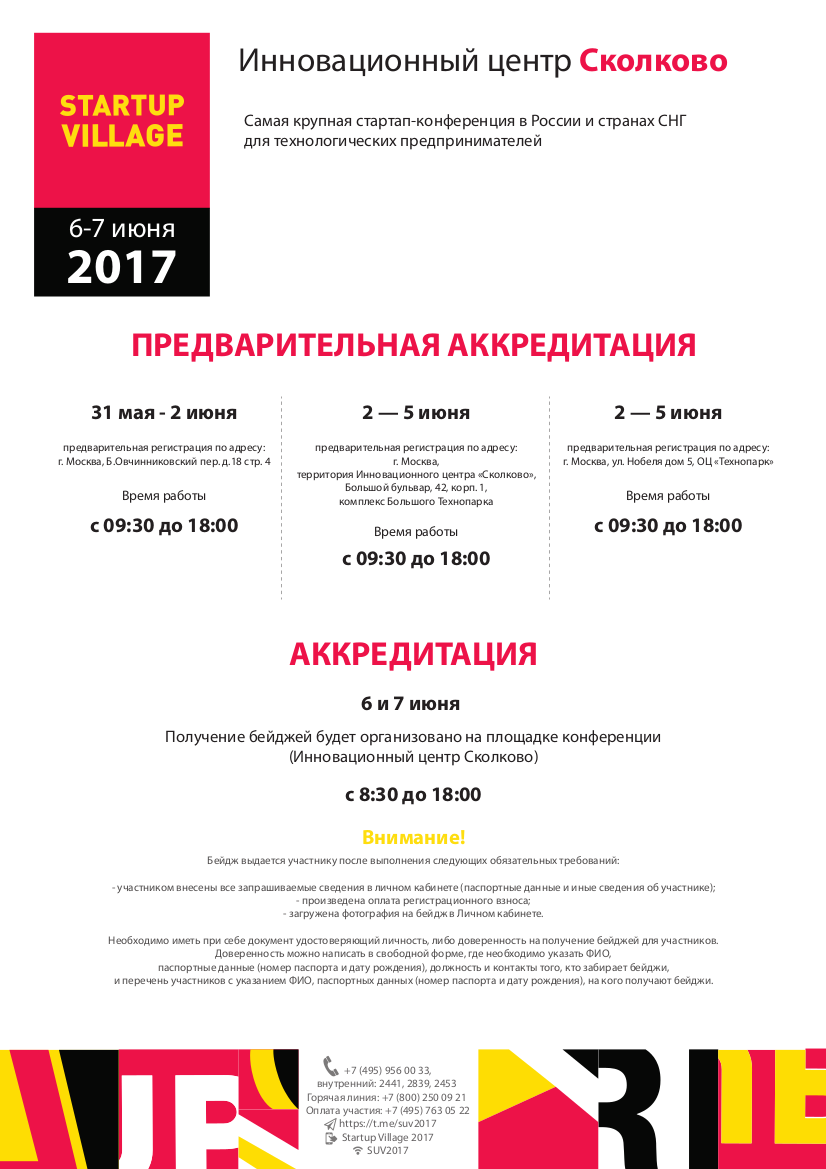 STARTUP
VILLAGE
6-7 июня
2017
Инновационный центр Сколково
Самая крупная стартап-конференция в России и странах СНГ
для технологических предпринимателей
ПРЕДВАРИТЕЛЬНАЯ АККРЕДИТАЦИЯ
31 мая - 2 июня
предварительная регистрация по адресу:
г. Москва, Б.Овчинниковский пер. д.18 стр. 4
Время работы
с 09:30 до 18:00
2 — 5 июня
предварительная регистрация по адресу:
г. Москва,
территория Инновационного центра «Сколково»,
Большой бульвар, 42, корп. 1,
комплекс Большого Технопарка
Время работы
с 09:30 до 18:00
2 — 5 июня
предварительная регистрация по адресу:
г. Москва, ул. Нобеля дом 5, ОЦ «Технопарк»
Время работы
с 09:30 до 18:00
АККРЕДИТАЦИЯ
6 и 7 июня
Получение бейджей будет организовано на площадке конференции
(Инновационный центр Сколково)
с 8:30 до 18:00
Внимание!
Бейдж выдается участнику после выполнения следующих обязательных требований:
- участником внесены все запрашиваемые сведения в личном кабинете (паспортные данные и иные сведения об участнике);
- произведена оплата регистрационного взноса;
- загружена фотография на бейдж в Личном кабинете.
Необходимо иметь при себе документ удостоверяющий личность, либо доверенность на получение бейджей для участников.
Доверенность можно написать в свободной форме, где необходимо указать ФИО,
паспортные данные (номер паспорта и дату рождения), должность и контакты того, кто забирает бейджи,
и перечень участников с указанием ФИО, паспортных данных (номер паспорта и дату рождения), на кого получают бейджи.
+7 (495) 956 00 33,
внутренний: 2441, 2839, 2453
Горячая линия: +7 (800) 250 09 21
Оплата участия: +7 (495) 763 05 22
https://t.me/suv2017
Startup Village 2017
SUV2017